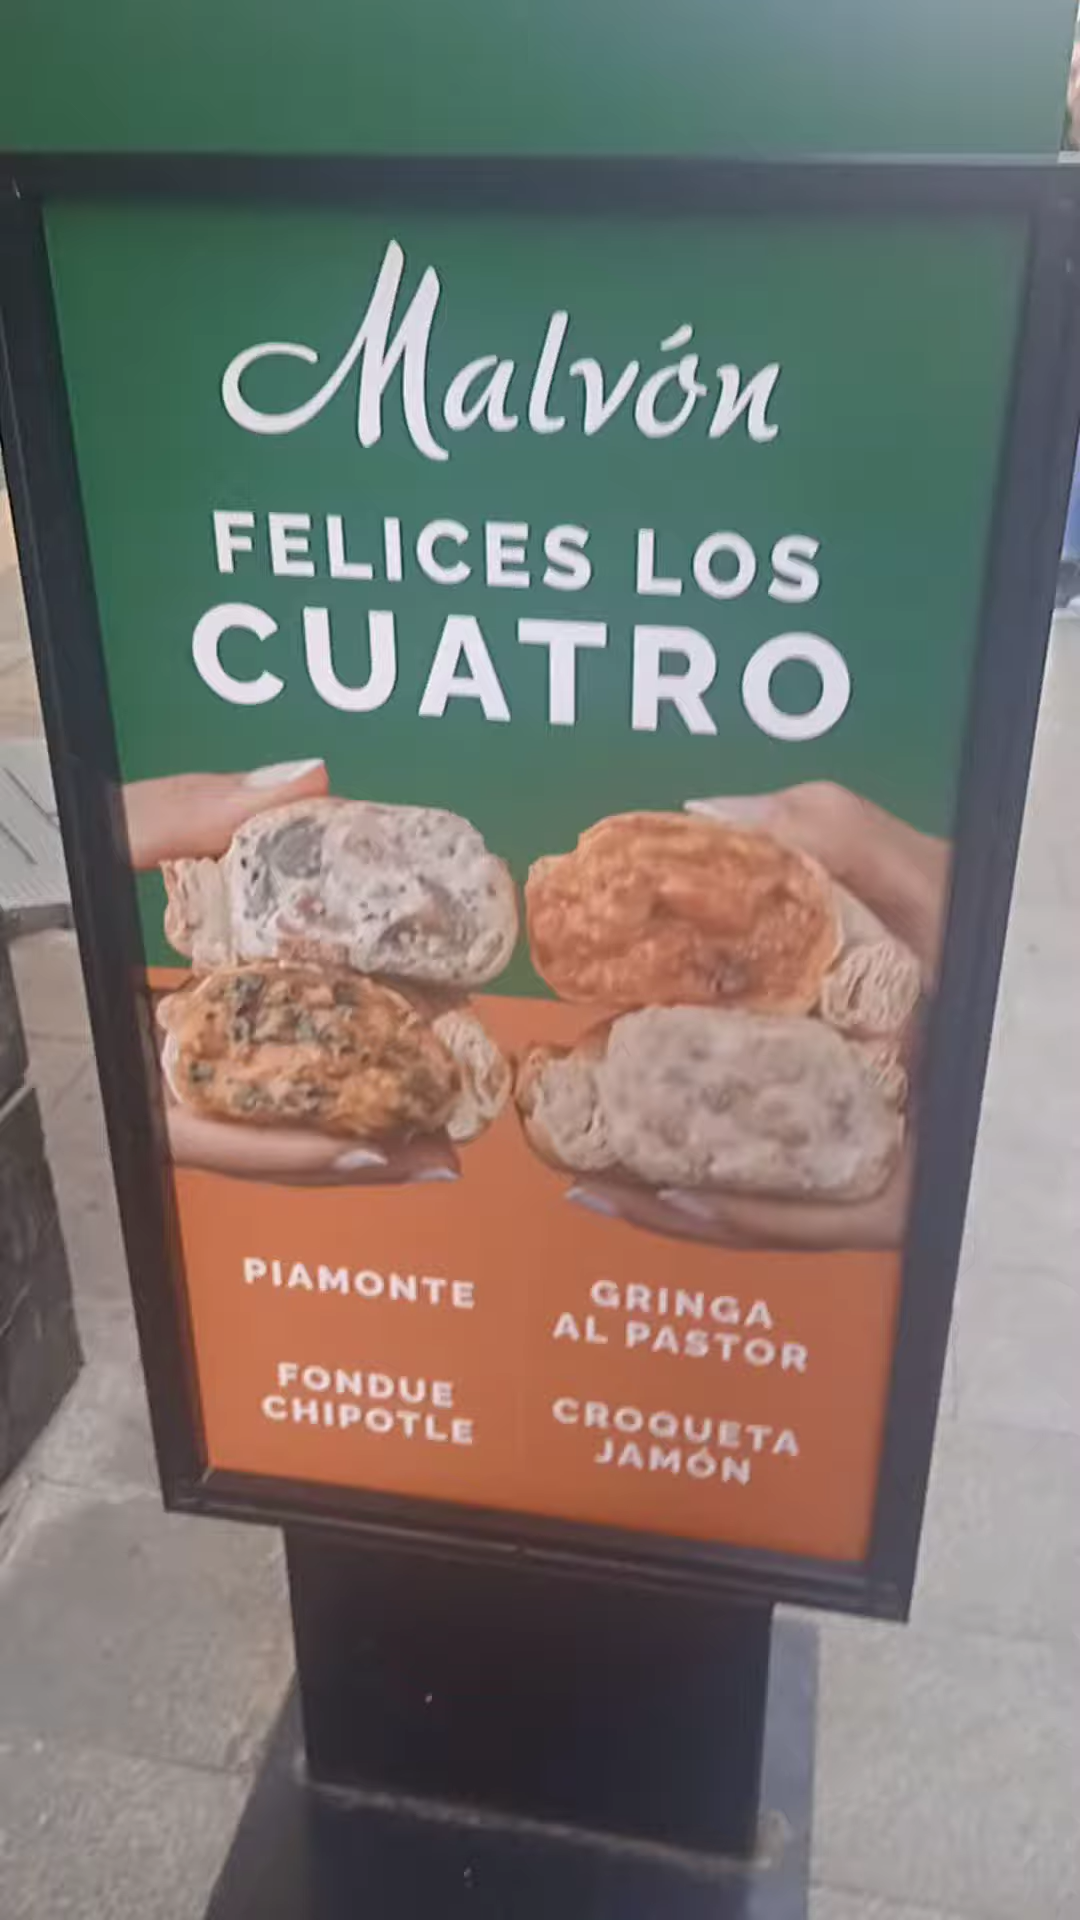 Malvón
FELICES LOS
CUATRO
PIAMONTE
FONDUE
CHIPOTLE
GRINGA
AL PASTOR
CROQUETA
JAMÓN